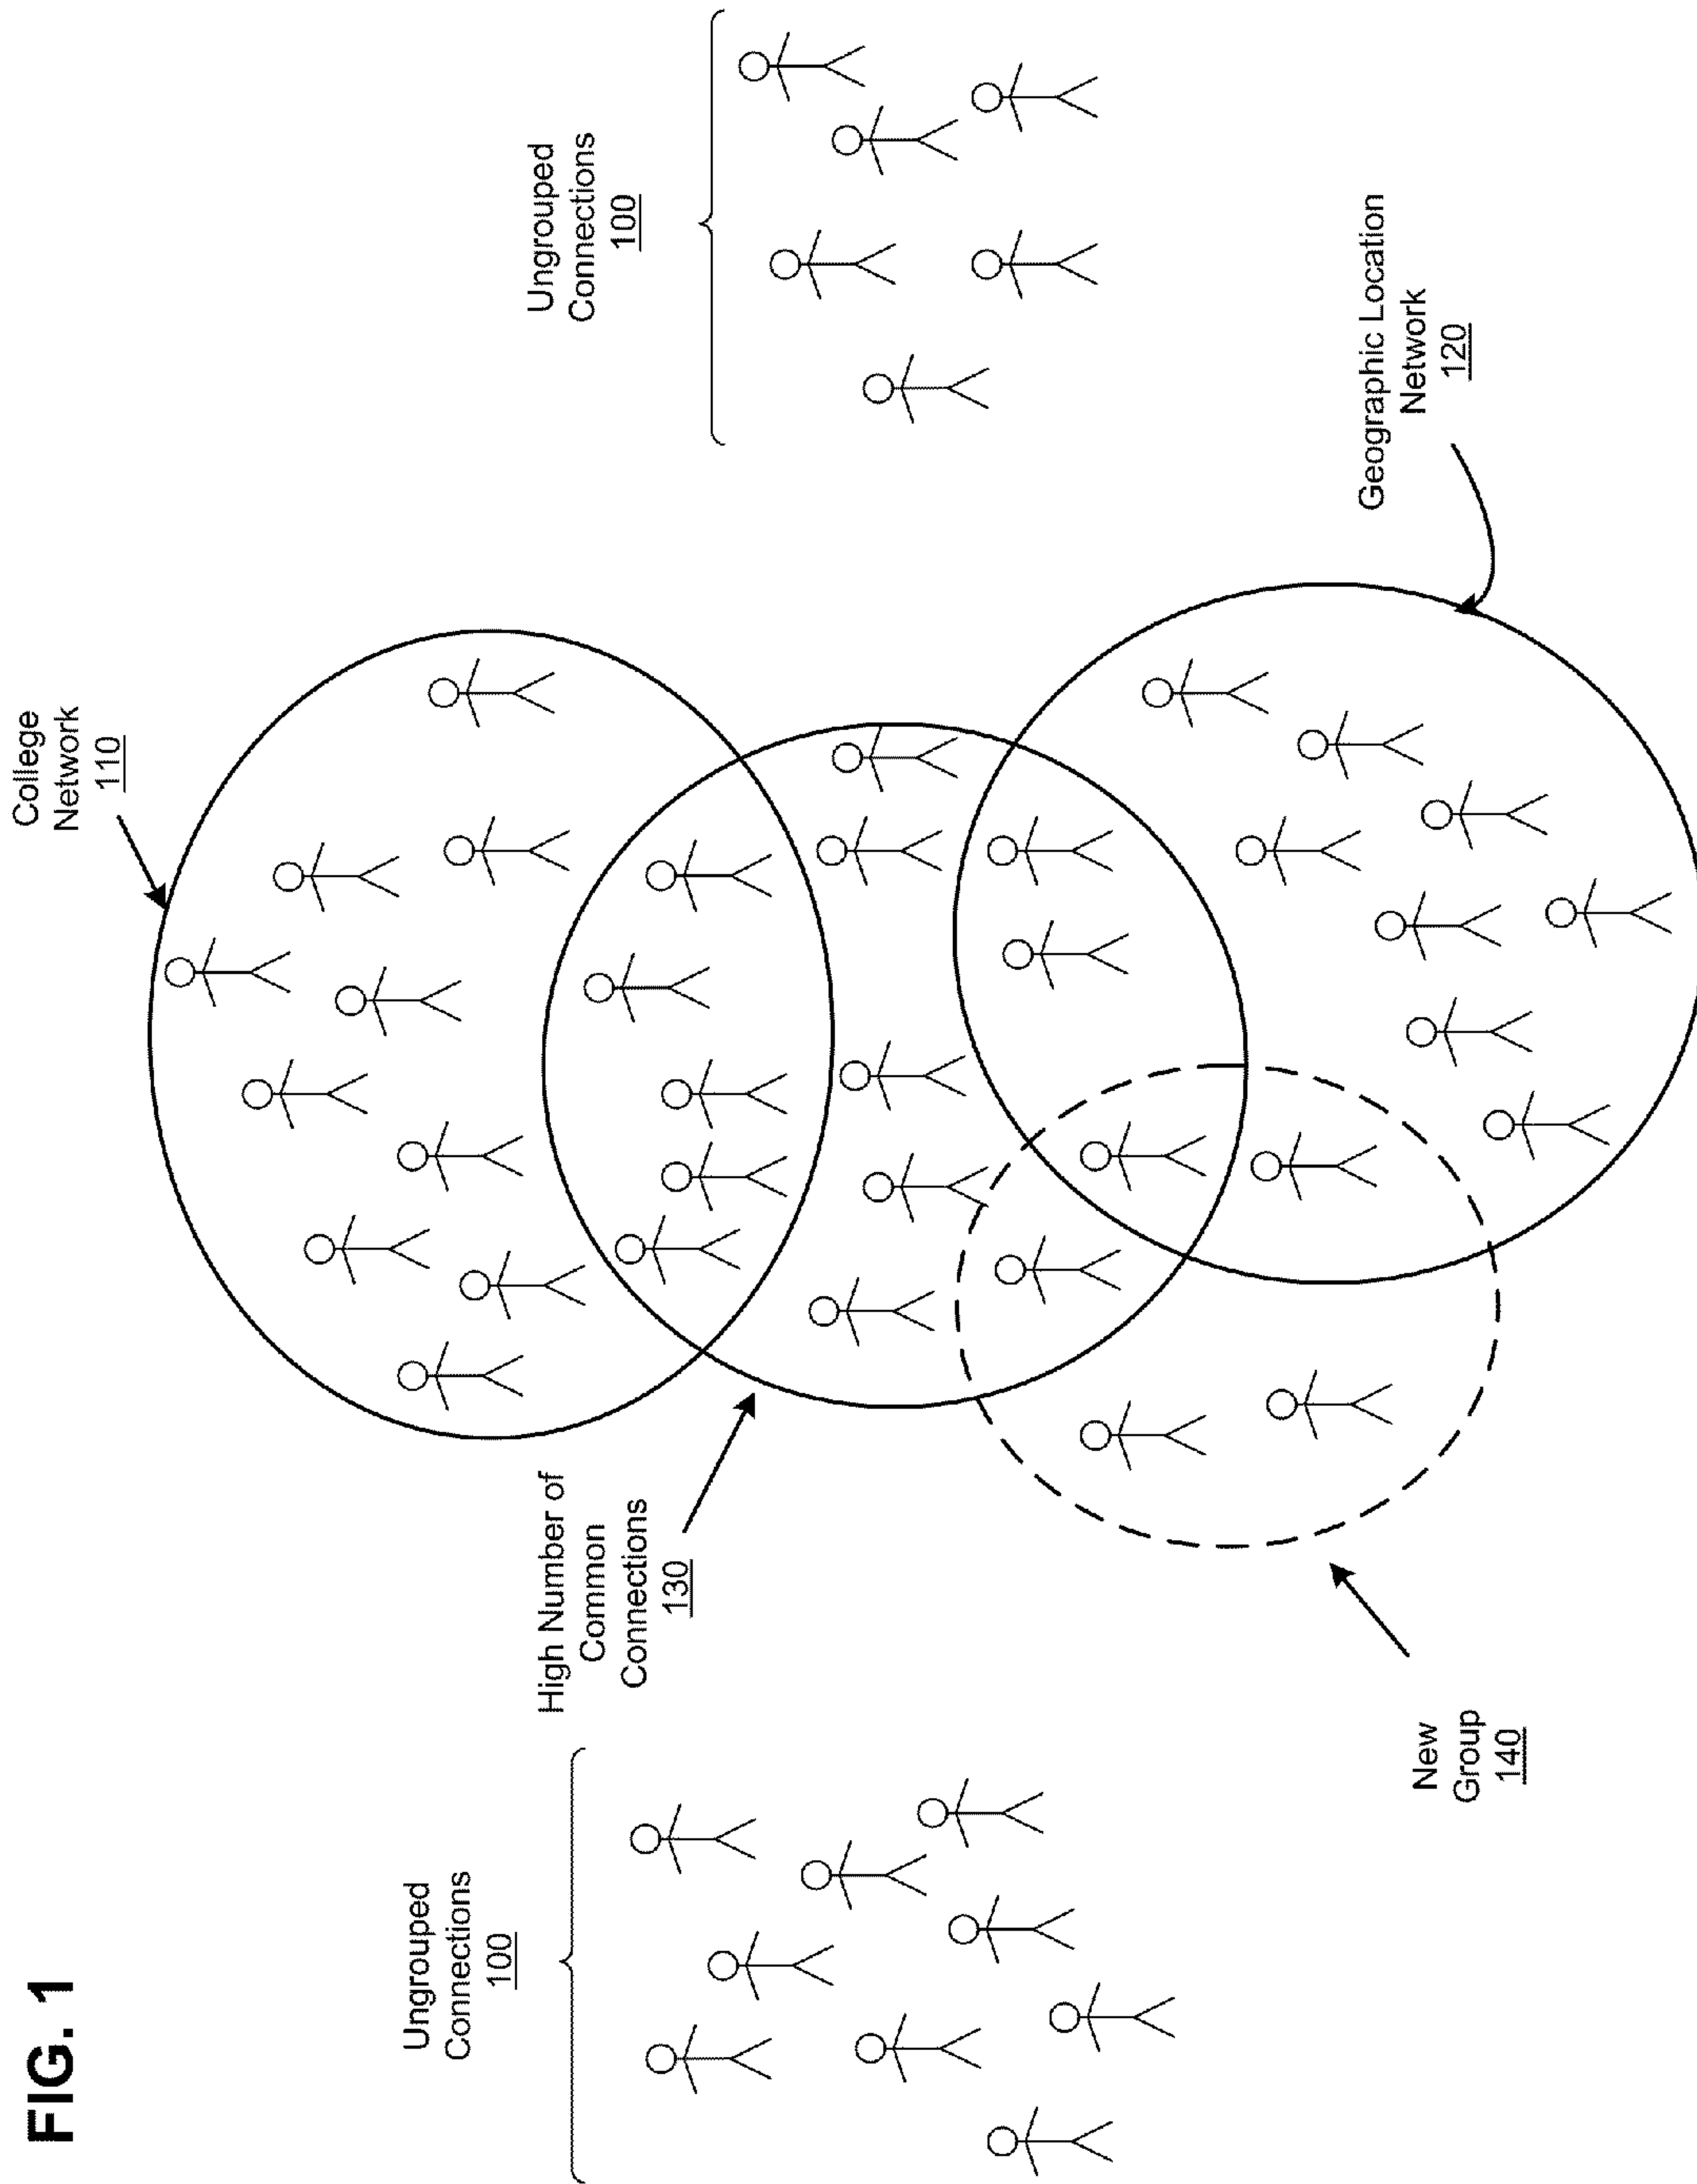 FIG. 1
Ungrouped
Connections
100
High Number of
Common
Connections
130
College
Network
110
Ungrouped
Connections
100
New
Group
140
Geographic Location
Network
120